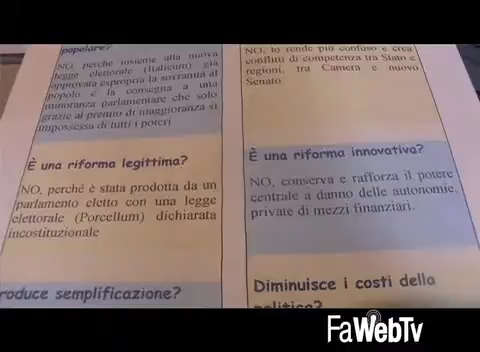 popolare?
NO, perché insieme alla nuova
legge elettorale (Italicum) già
approvata espropria la sovranità al
popolo e la consegna a una
minoranza parlamentare che solo
grazie al premio di maggioranza si
impossessa di tutti i poteri
È una riforma legittima?
NO, perché è stata prodotta da un
parlamento eletto con una legge
elettorale (Porcellum) dichiarata
incostituzionale
roduce semplificazione?
NO, lo rende più confuso e crea
conflitti di competenza tra Stato e
regioni, tra Camera e nuovo
Senato
È una riforma innovativa?
NO, conserva e rafforza il potere
centrale a danno delle autonomie,
private di mezzi finanziari.
Diminuisce i costi della
politica?
FaWebTv